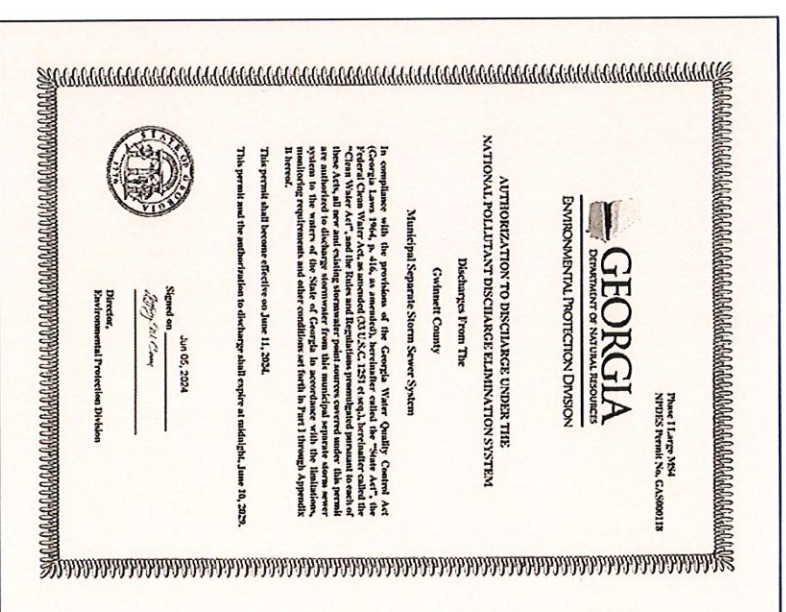 Phase I Large MS4
NPDES Permit No. GAS000118
GEORGIA
DEPARTMENT OF NATURAL RESOURCES
ENVIRONMENTAL PROTECTION DIVISION
AUTHORIZATION TO DISCHARGE UNDER THE
NATIONAL POLLUTANT DISCHARGE ELIMINATION SYSTEM
Discharges From The
Gwinnett County
Municipal Separate Storm Sewer System
In compliance with the provisions of the Georgia Water Quality Control Act
(Georgia Laws 1964, p. 416, as amended), hereinafter called the "State Act", the
Federal Clean Water Act, as amended (33 U.S.C. 1251 et seq.), hereinafter called the
"Clean Water Act", and the Rules and Regulations promulgated pursuant to each of
these Acts, all new and existing stormwater point sources covered under this permit
are authorized to discharge stormwater from this municipal separate storm sewer
system to the waters of the State of Georgia in accordance with the limitations,
monitoring requirements and other conditions set forth in Part 1 through Appendix
B hereof.
This permit shall become effective on June 11, 2024.
This permit and the authorization to discharge shall expire at midnight, June 10, 2029.
STATE OF GEORGIA
1776
Signed on Jun 05, 2024
Director,
Environmental Protection Division